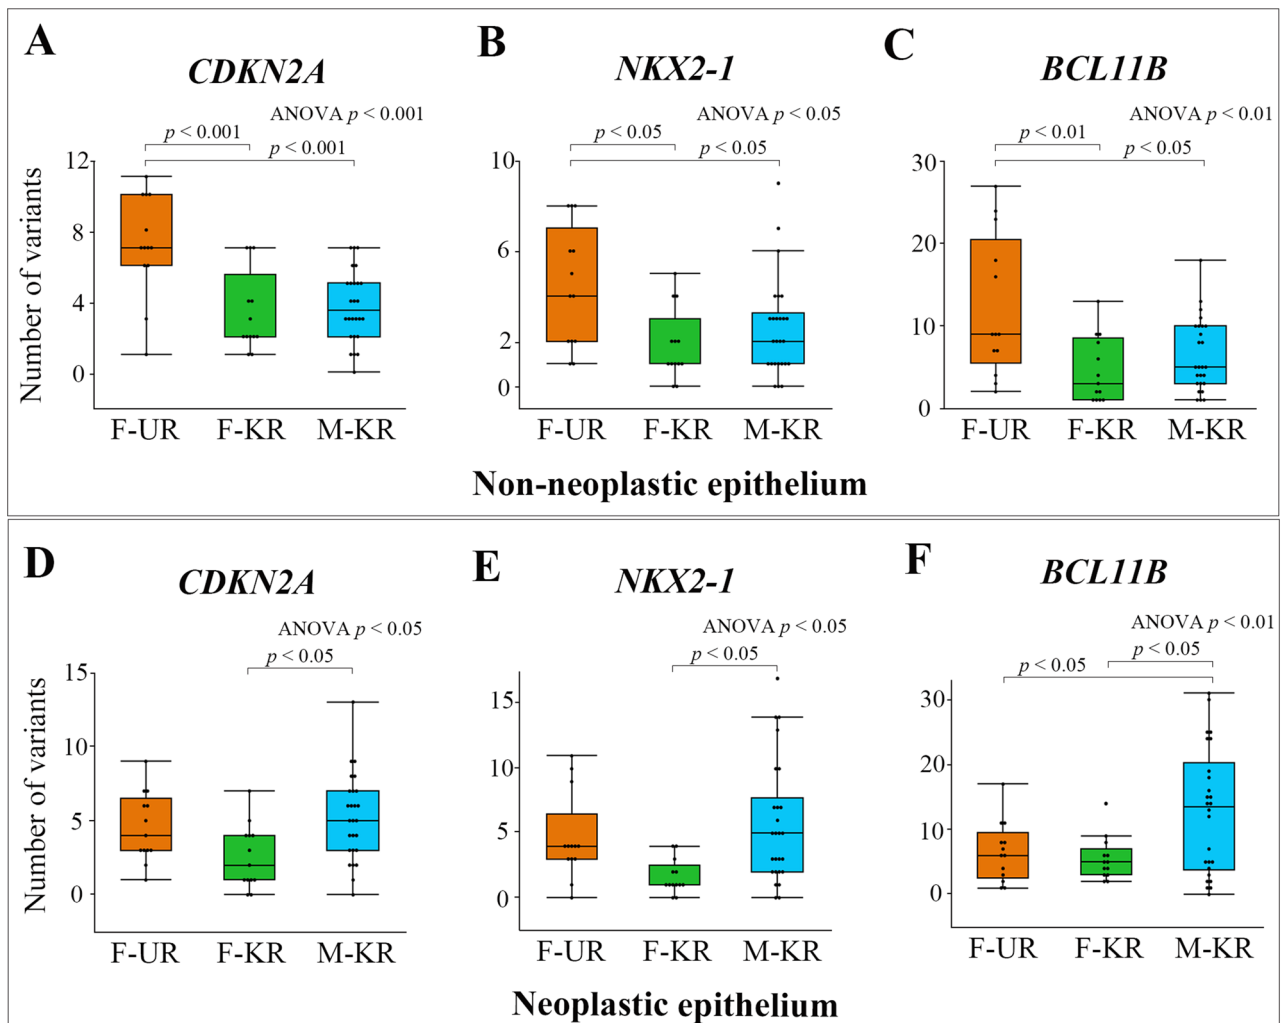 A
CDKN2A
ANOVA p < 0.001
p < 0.001
p < 0.001
Number of variants
12
8
4
0
F-UR F-KR M-KR
B
NKX2-1
ANOVA p < 0.05
p < 0.05
p < 0.05
10
6
2
0
F-UR F-KR M-KR
C
BCL11B
ANOVA p < 0.01
p < 0.01
p < 0.05
30
20
10
0
F-UR F-KR M-KR
Non-neoplastic epithelium
D
CDKN2A
ANOVA p < 0.05
p < 0.05
Number of variants
15
10
5
0
F-UR F-KR M-KR
E
NKX2-1
ANOVA p < 0.05
p < 0.05
15
10
5
0
F-UR F-KR M-KR
F
BCL11B
ANOVA p < 0.01
p < 0.05
p < 0.05
30
20
10
0
F-UR F-KR M-KR
Neoplastic epithelium